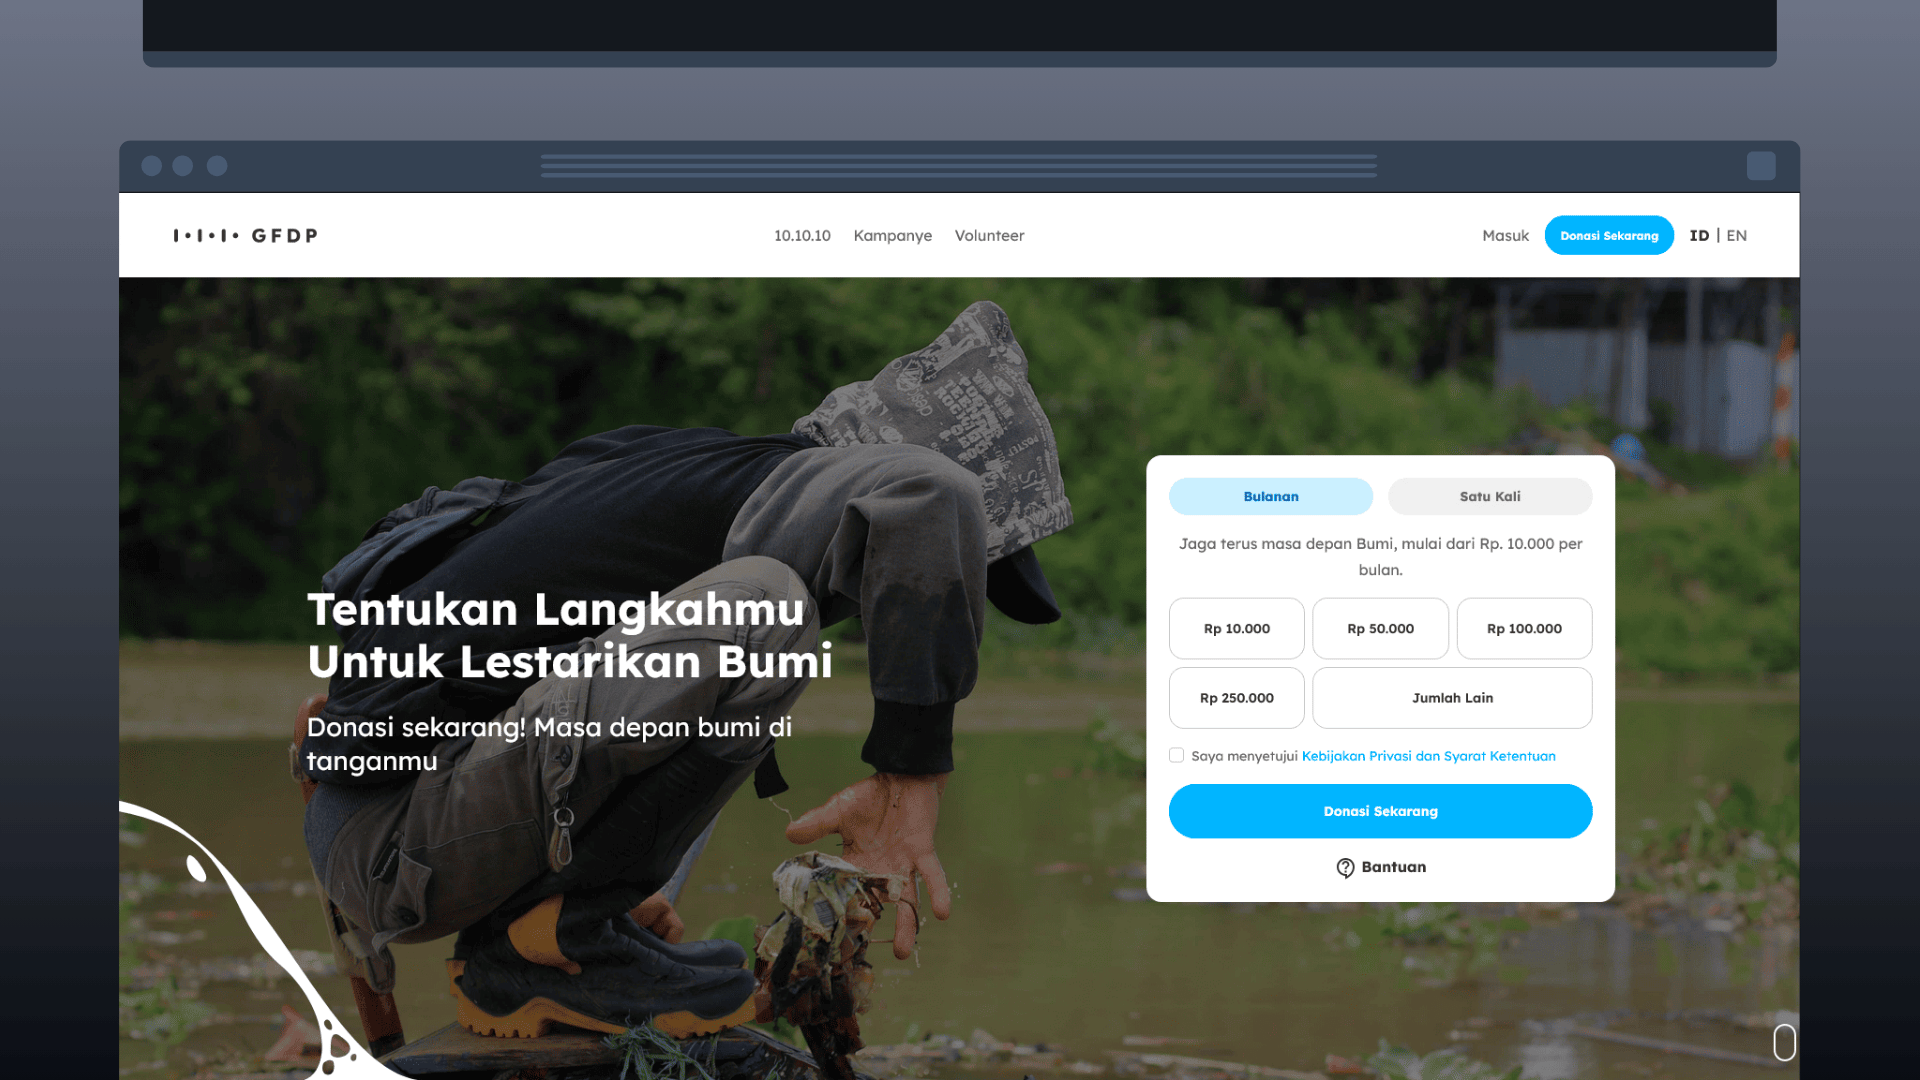 GFDP
10.10.10 Kampanye Volunteer
Masuk Donasi Sekarang ID | EN
Tentukan Langkahmu
Untuk Lestarikan Bumi
Donasi sekarang! Masa depan bumi di
tanganmu
Bulanan Satu Kali
Jaga terus masa depan Bumi, mulai dari Rp. 10.000 per
bulan.
Rp 10.000 Rp 50.000 Rp 100.000
Rp 250.000 Jumlah Lain
Saya menyetujui Kebijakan Privasi dan Syarat Ketentuan
Donasi Sekarang
Bantuan